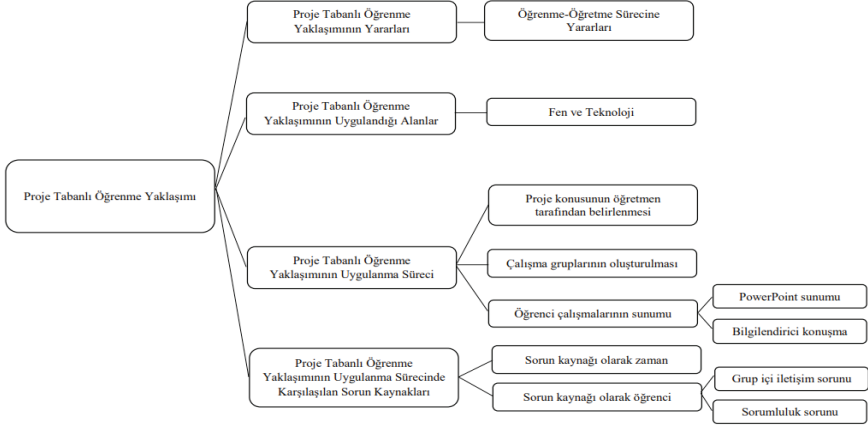 Proje Tabanlı Öğrenme Yaklaşımı
Proje Tabanlı Öğrenme
Yaklaşımının Yararları
Öğrenme-Öğretme Sürecine
Yararları
Proje Tabanlı Öğrenme
Yaklaşımının Uygulandığı Alanlar
Fen ve Teknoloji
Proje Tabanlı Öğrenme
Yaklaşımının Uygulanma Süreci
Proje konusunun öğretmen
tarafından belirlenmesi
Çalışma gruplarının oluşturulması
Öğrenci çalışmalarının sunumu
PowerPoint sunumu
Bilgilendirici konuşma
Proje Tabanlı Öğrenme
Yaklaşımının Uygulanma Sürecinde
Karşılaşılan Sorun Kaynakları
Sorun kaynağı olarak zaman
Sorun kaynağı olarak öğrenci
Grup içi iletişim sorunu
Sorumluluk sorunu